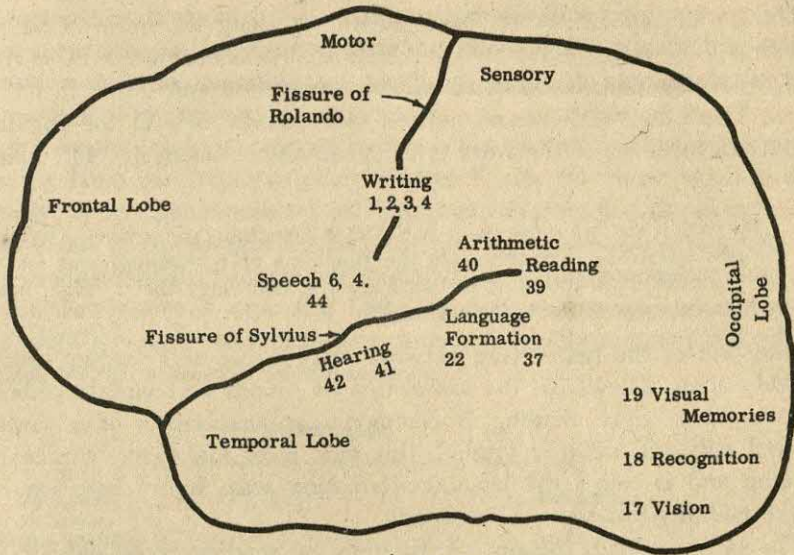 Motor
Sensory
Fissure of
Rolando
Writing
1, 2, 3, 4
Frontal Lobe
Arithmetic
40
Reading
39
Speech 6, 4.
44
Occipital
Lobe
Fissure of Sylvius
Language
Formation
22 37
Hearing
42 41
19 Visual
Memories
Temporal Lobe
18 Recognition
17 Vision